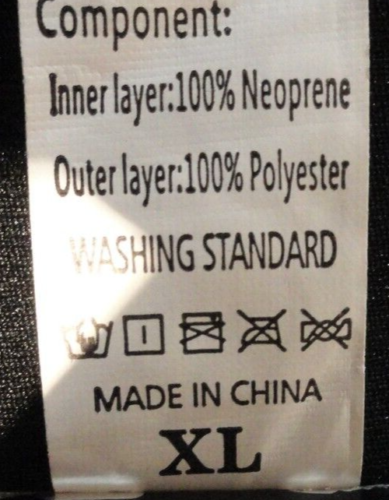 Component:
Inner layer:100% Neoprene
Outer layer:100% Polyester
WASHING STANDARD
MADE IN CHINA
XL